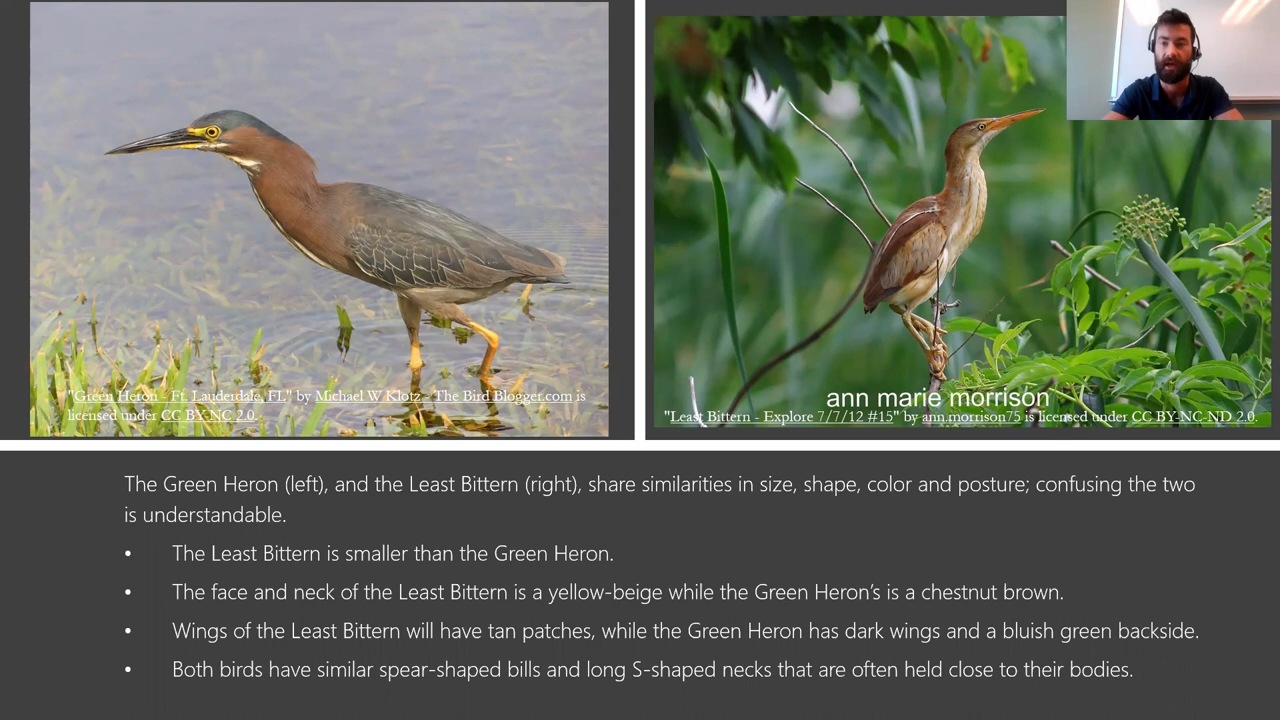 "Green Heron - Ft. Lauderdale, FL" by Michael W Klotz - The Bird Blogger.com is
licensed under CC BY-NC 2.0.
ann marie morrison
"Least Bittern - Explore 7/7/12 #15" by ann.morrison75 is licensed under CC BY-NC-ND 2.0.
The Green Heron (left), and the Least Bittern (right), share similarities in size, shape, color and posture; confusing the two
is understandable.
• The Least Bittern is smaller than the Green Heron.
• The face and neck of the Least Bittern is a yellow-beige while the Green Heron's is a chestnut brown.
• Wings of the Least Bittern will have tan patches, while the Green Heron has dark wings and a bluish green backside.
• Both birds have similar spear-shaped bills and long S-shaped necks that are often held close to their bodies.